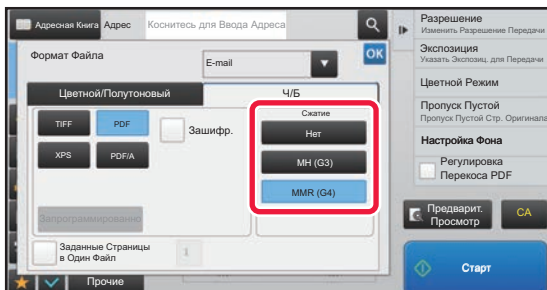 Адресная Книга
Адрес
Коснитесь для Ввода Адреса
Формат Файла
E-mail
OK
Цветной/Полутоновый
Ч/Б
TIFF
PDF
Зашифр.
XPS
PDF/A
Запрограммированно
Сжатие
Нет
MH (G3)
MMR (G4)
Заданные Страницы
в Один Файл
1
Прочие
Разрешение
Изменить Разрешение Передачи
Экспозиция
Указать Экспозиц. для Передачи
Цветной Режим
Пропуск Пустой
Пропуск Пустой Стр. Оригинала
Настройка Фона
Регулировка
Перекоса PDF
Предварит.
Просмотр
CA
Старт